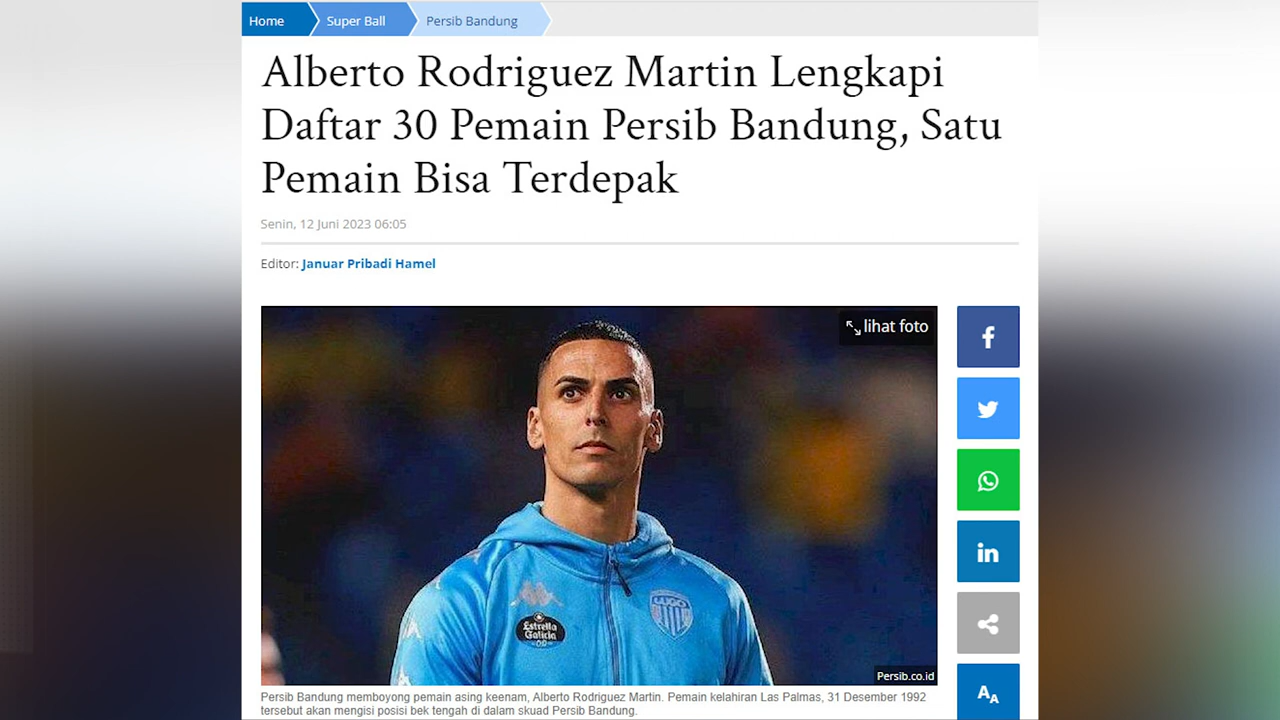 Home
Super Ball
Persib Bandung
Alberto Rodriguez Martin Lengkapi
Daftar 30 Pemain Persib Bandung, Satu
Pemain Bisa Terdepak
Senin, 12 Juni 2023 06:05
Editor: Januar Pribadi Hamel
lihat foto
f
in
LUGO
Estrella
Galicia
Persib.co.id
AA
Persib Bandung memboyong pemain asing keenam, Alberto Rodriguez Martin. Pemain kelahiran Las Palmas, 31 Desember 1992
tersebut akan mengisi posisi bek tengah di dalam skuad Persib Bandung.